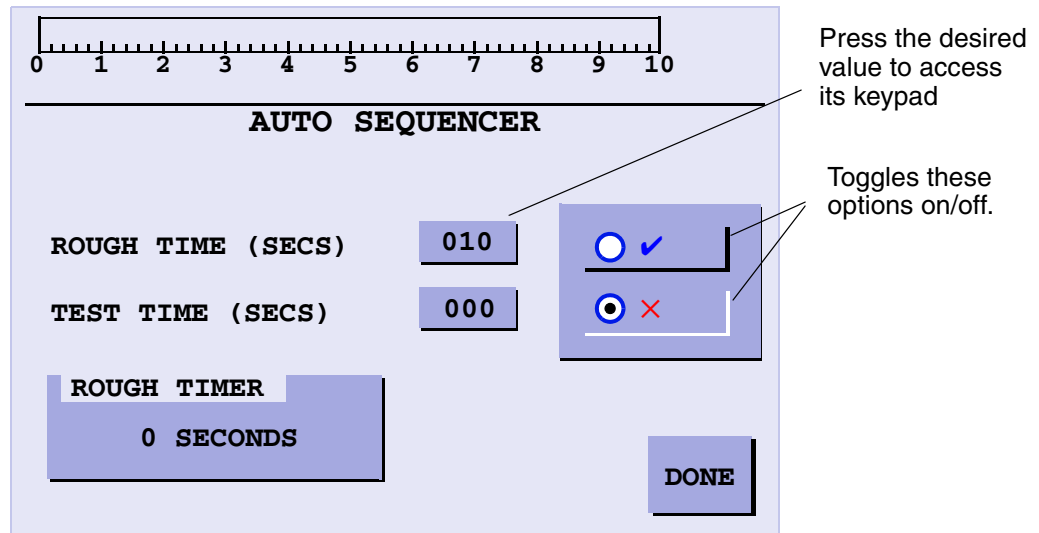 0 1 2 3 4 5 6 7 8 9 10
Press the desired
value to access
its keypad
AUTO SEQUENCER
Toggles these
options on/off.
ROUGH TIME (SECS) 010
✔
TEST TIME (SECS) 000
×
ROUGH TIMER
0 SECONDS
DONE